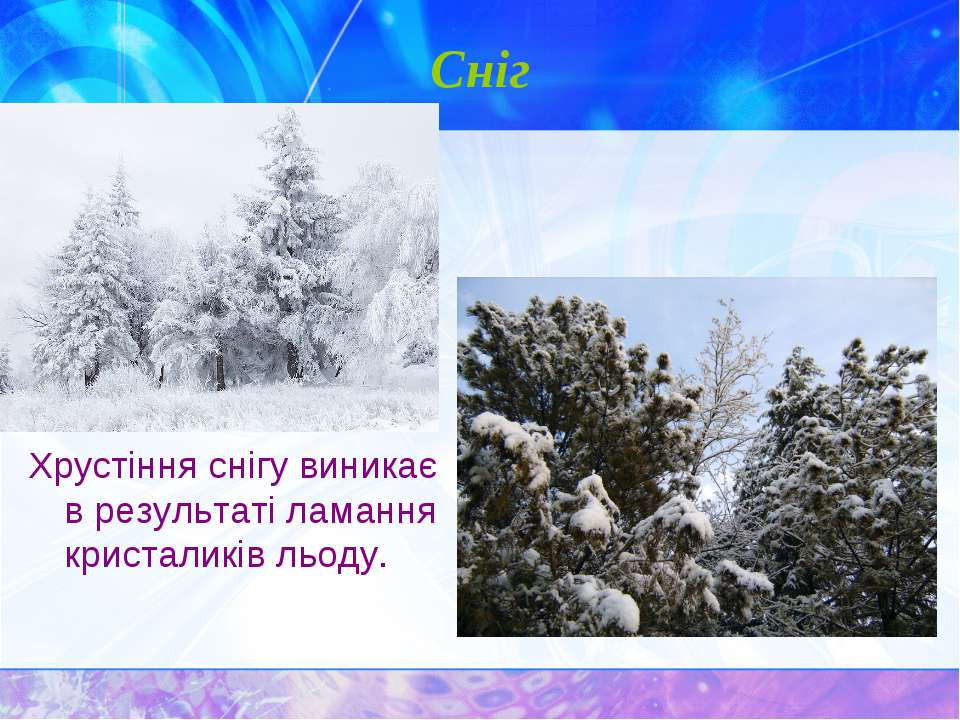 Сніг
Хрустіння снігу виникає
в результаті ламання
кристаликів льоду.